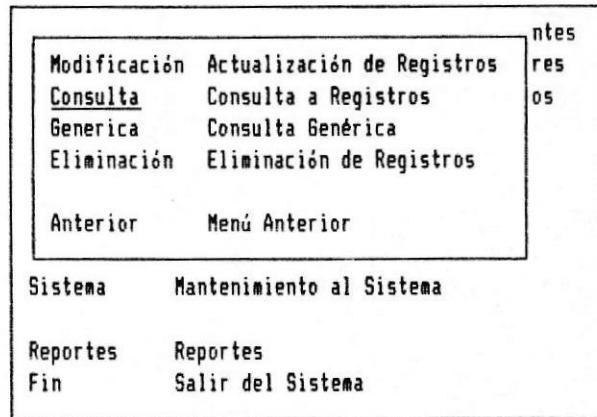 ntes
Modificación Actualización de Registros res
Consulta Consulta a Registros os
Generica Consulta Genérica
Eliminación Eliminación de Registros
Anterior Menú Anterior
Sistema Mantenimiento al Sistema
Reportes Reportes
Fin Salir del Sistema